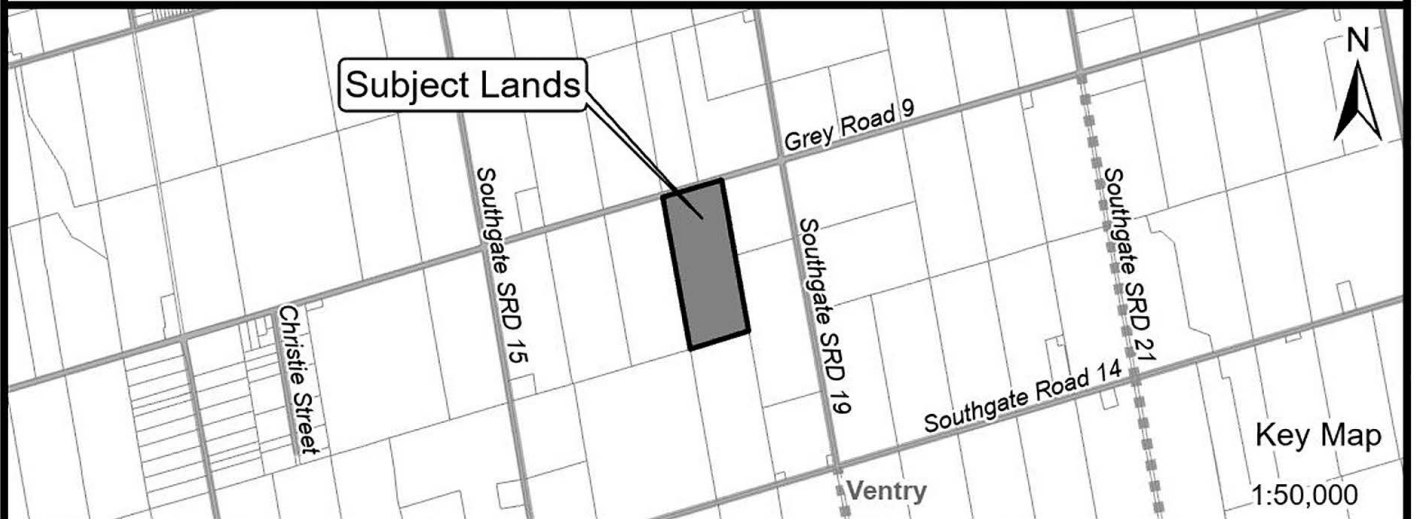 N
Subject Lands
Grey Road 9
Southgate SRD 15
Southgate SRD 21
Southgate SRD 19
Christie Street
Southgate Road 14
Key Map
Ventry
1:50,000